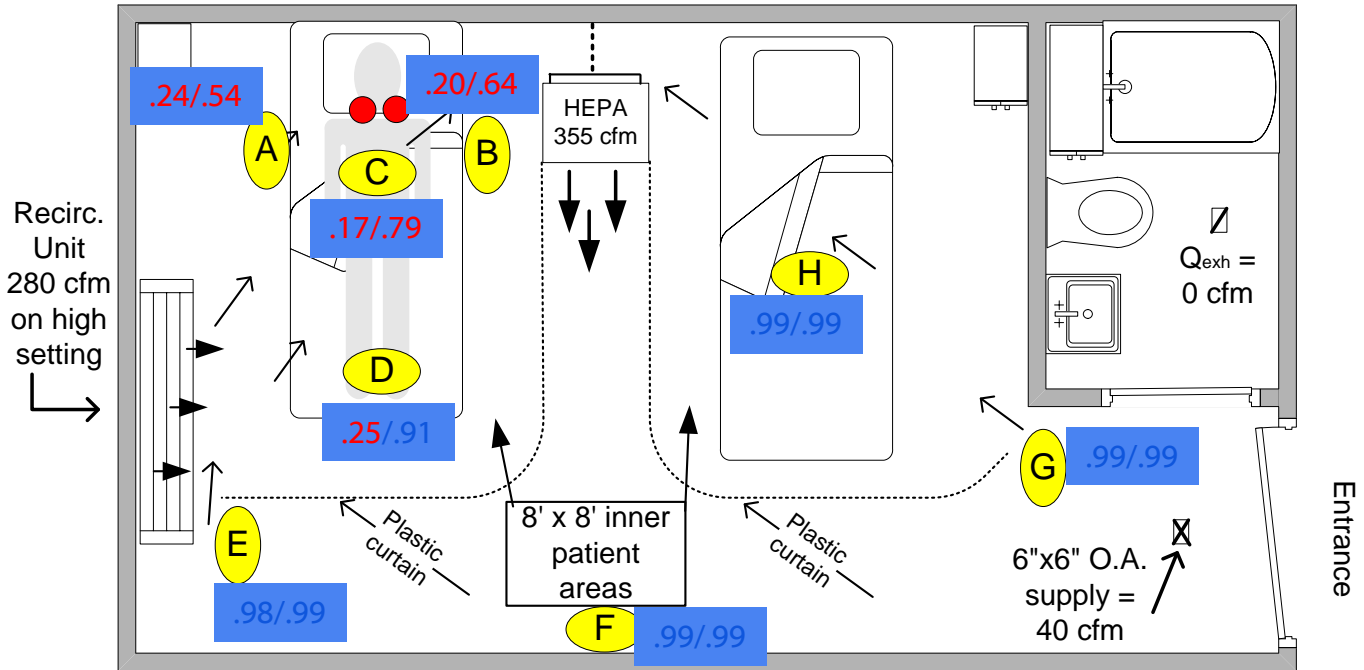 .24/.54
.20/.64
HEPA
355 cfm
A
B
C
.17/.79
Recirc.
Unit
280 cfm
on high
setting
Qexh =
0 cfm
H
.99/.99
D
.25/.91
G
.99/.99
Entrance
8' x 8' inner
patient
areas
Plastic
curtain
Plastic
curtain
E
.98/.99
6"x6" O.A.
supply =
40 cfm
F
.99/.99